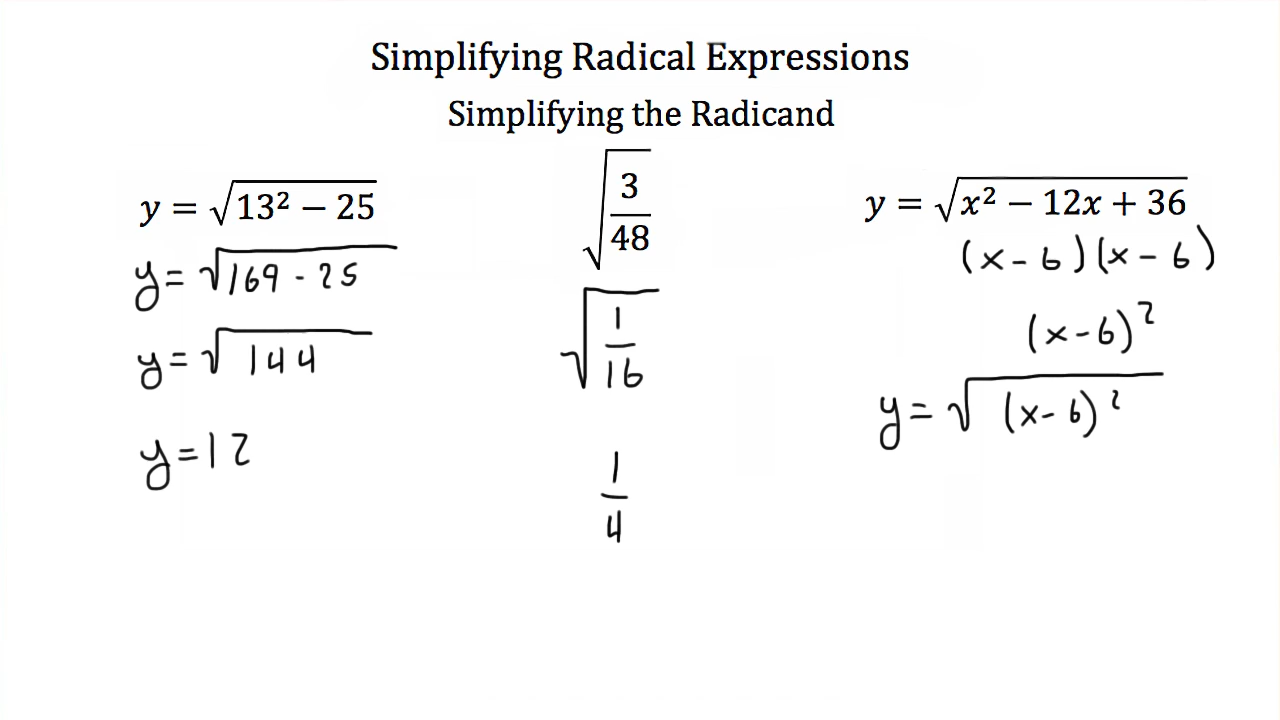 Simplifying Radical Expressions
Simplifying the Radicand
y = √(13² − 25)
y = √(169 - 25)
y = √(144)
y = 12
√(3/48)
√(1/16)
1/4
y = √(x² − 12x + 36)
(x - 6)(x - 6)
(x - 6)²
y = √((x - 6)²)